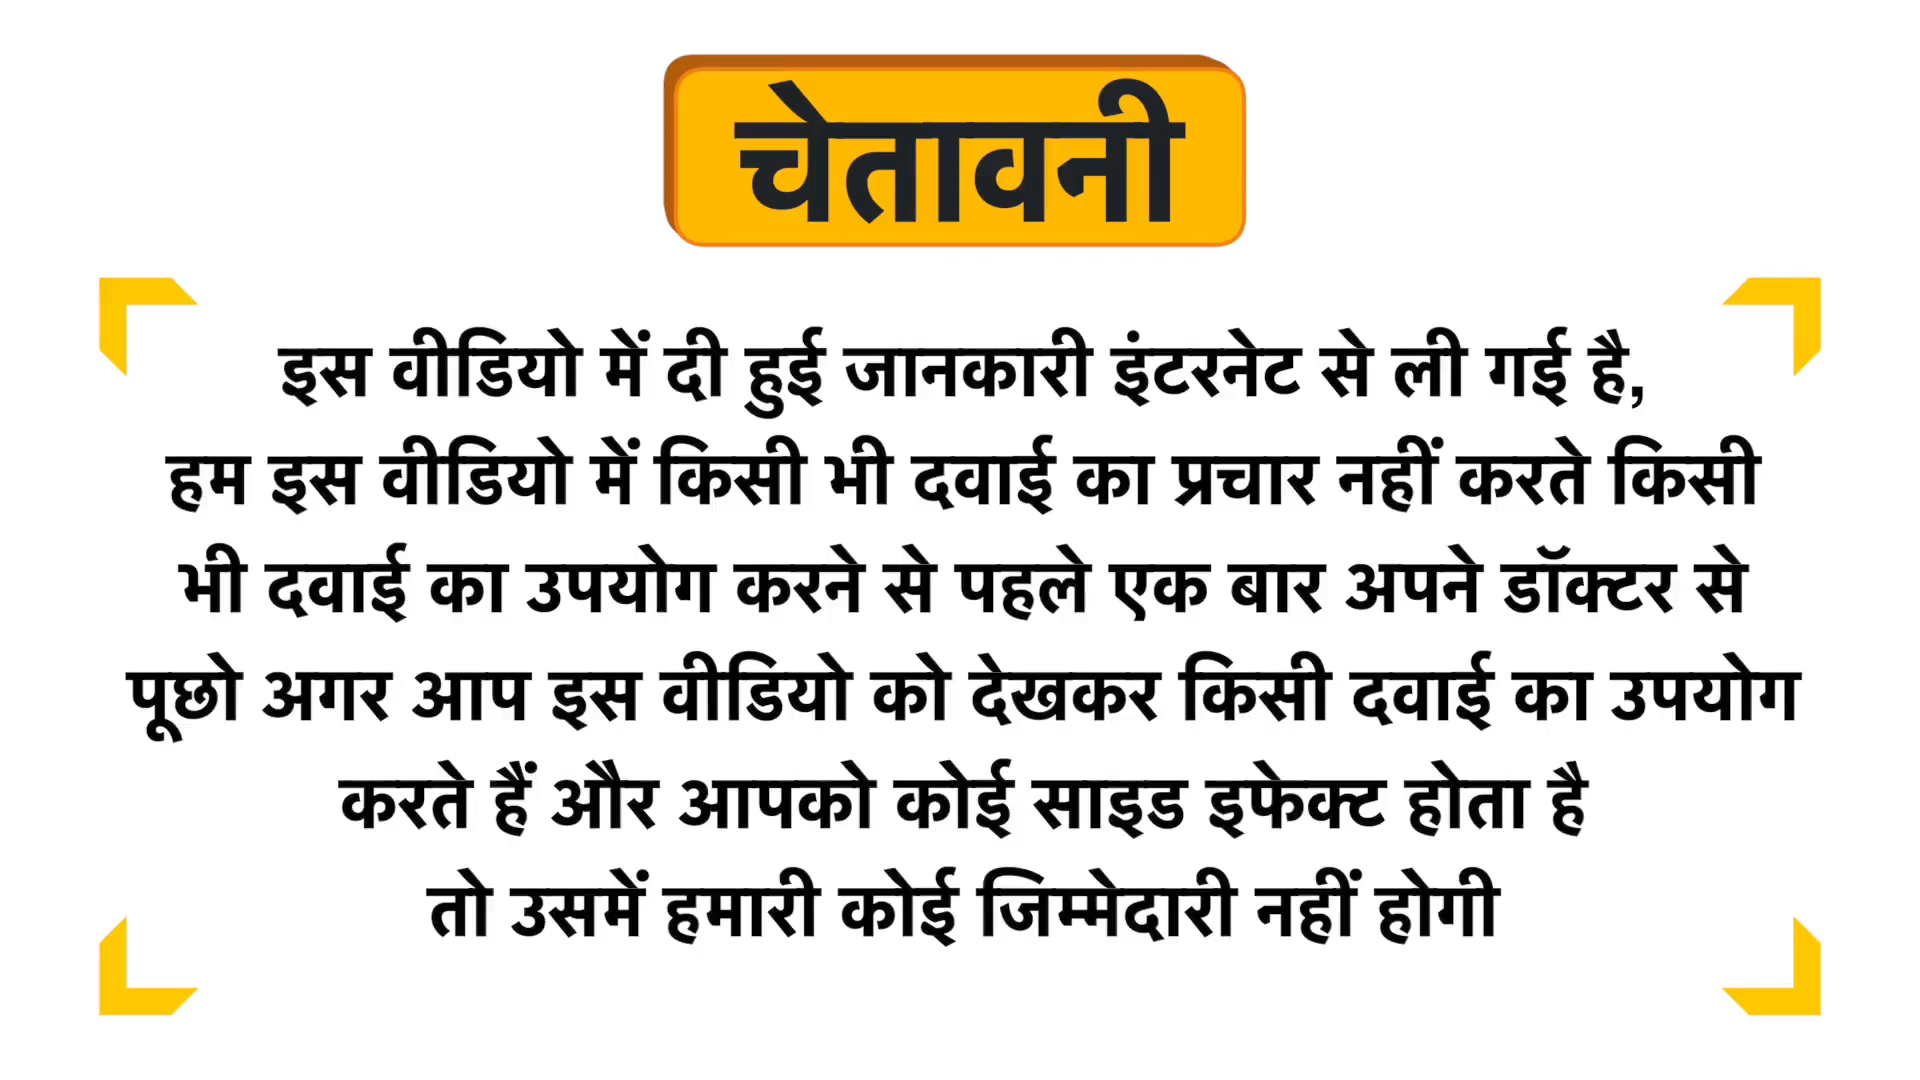 चेतावनी
इस वीडियो में दी हुई जानकारी इंटरनेट से ली गई है,
हम इस वीडियो में किसी भी दवाई का प्रचार नहीं करते किसी
भी दवाई का उपयोग करने से पहले एक बार अपने डॉक्टर से
पूछो अगर आप इस वीडियो को देखकर किसी दवाई का उपयोग
करते हैं और आपको कोई साइड इफेक्ट होता है
तो उसमें हमारी कोई जिम्मेदारी नहीं होगी